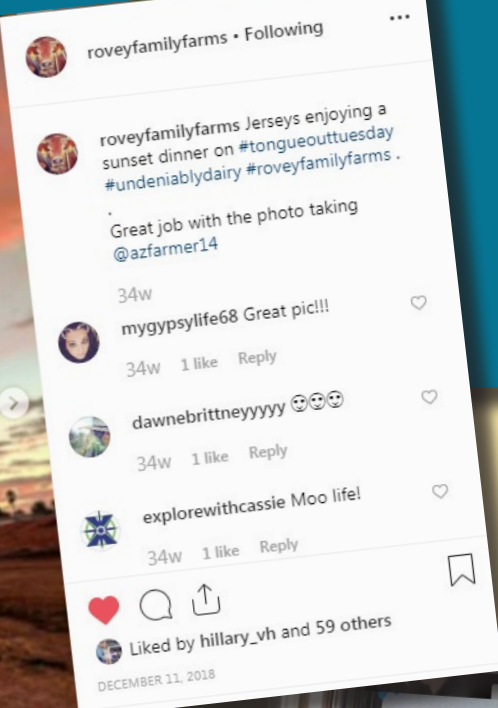 roveyfamilyfarms • Following
roveyfamilyfarms Jerseys enjoying a
sunset dinner on #tongueouttuesday
#undeniablydairy #roveyfamilyfarms .
.
Great job with the photo taking
@azfarmer14
34w
mygypsylife68 Great pic!!!
34w 1 like Reply
dawnebrittneyyyyy 😍😍😍
34w 1 like Reply
explorewithcassie Moo life!
34w 1 like Reply
Liked by hillary_vh and 59 others
DECEMBER 11, 2018